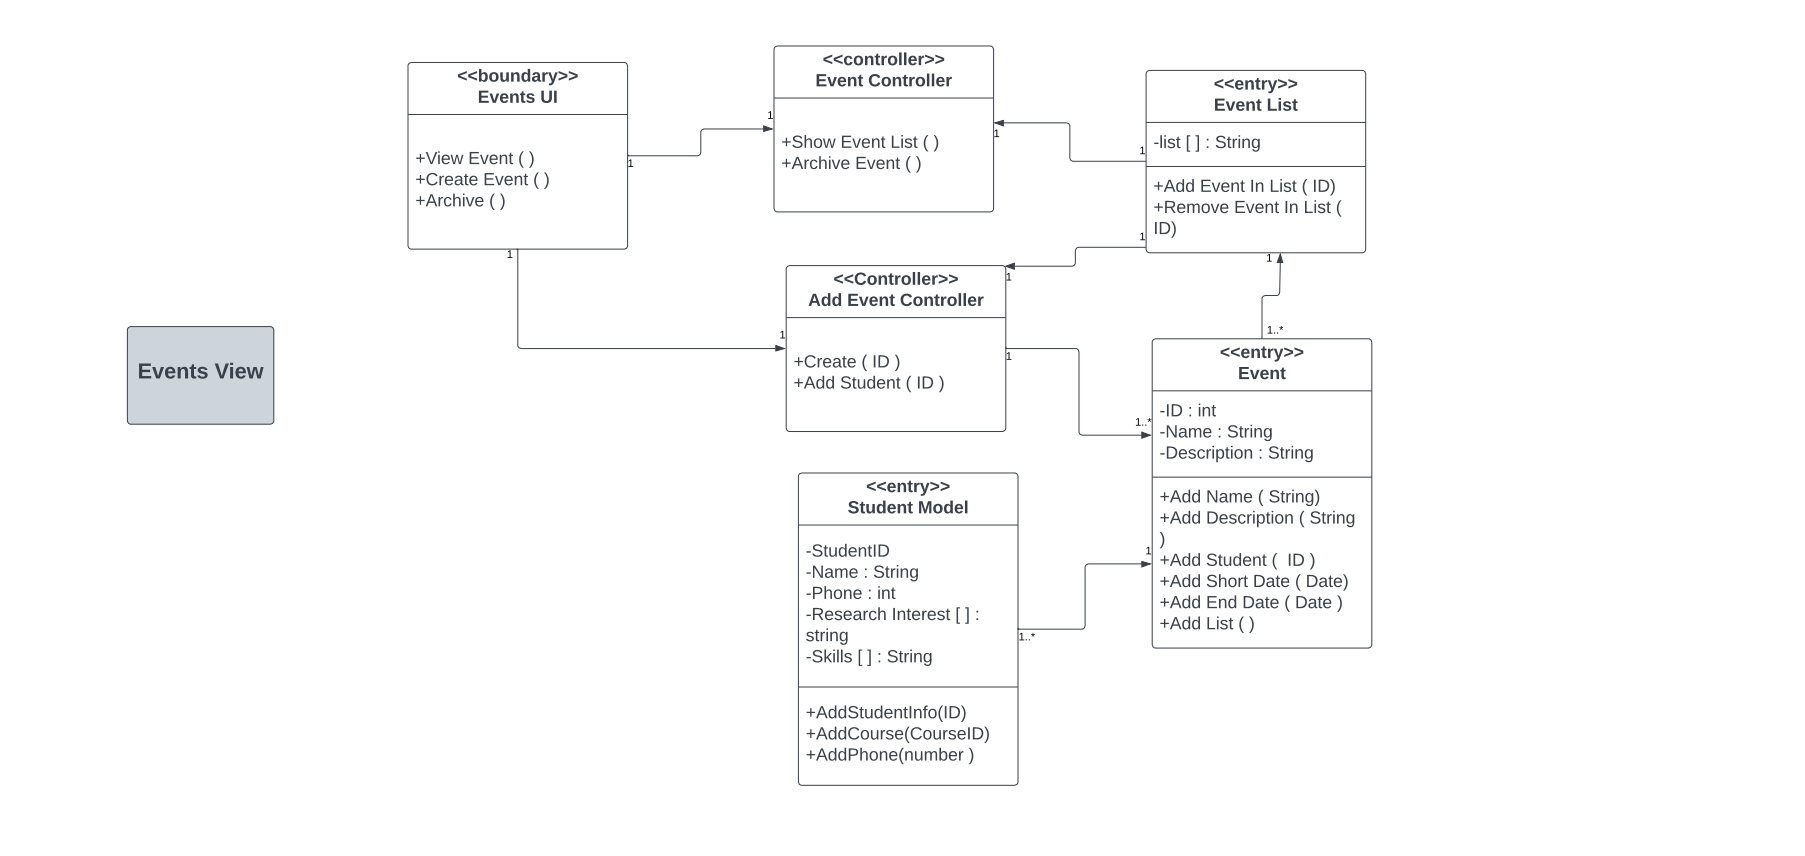 <<boundary>>
Events UI
+View Event ( )
+Create Event ( )
+Archive ( )
1
1
<<controller>>
Event Controller
+Show Event List ( )
+Archive Event ( )
1
1
<<entry>>
Event List
-list [ ] : String
+Add Event In List ( ID)
+Remove Event In List (
ID)
1
1
1
<<Controller>>
Add Event Controller
+Create ( ID )
+Add Student ( ID )
1
1
1
Events View
<<entry>>
Event
-ID : int
-Name : String
-Description : String
+Add Name ( String)
+Add Description ( String
)
+Add Student (  ID )
+Add Short Date ( Date)
+Add End Date ( Date )
+Add List ( )
1..*
1..*
1
<<entry>>
Student Model
-StudentID
-Name : String
-Phone : int
-Research Interest [ ] :
string
-Skills [ ] : String
+AddStudentInfo(ID)
+AddCourse(CourseID)
+AddPhone(number )
1..*